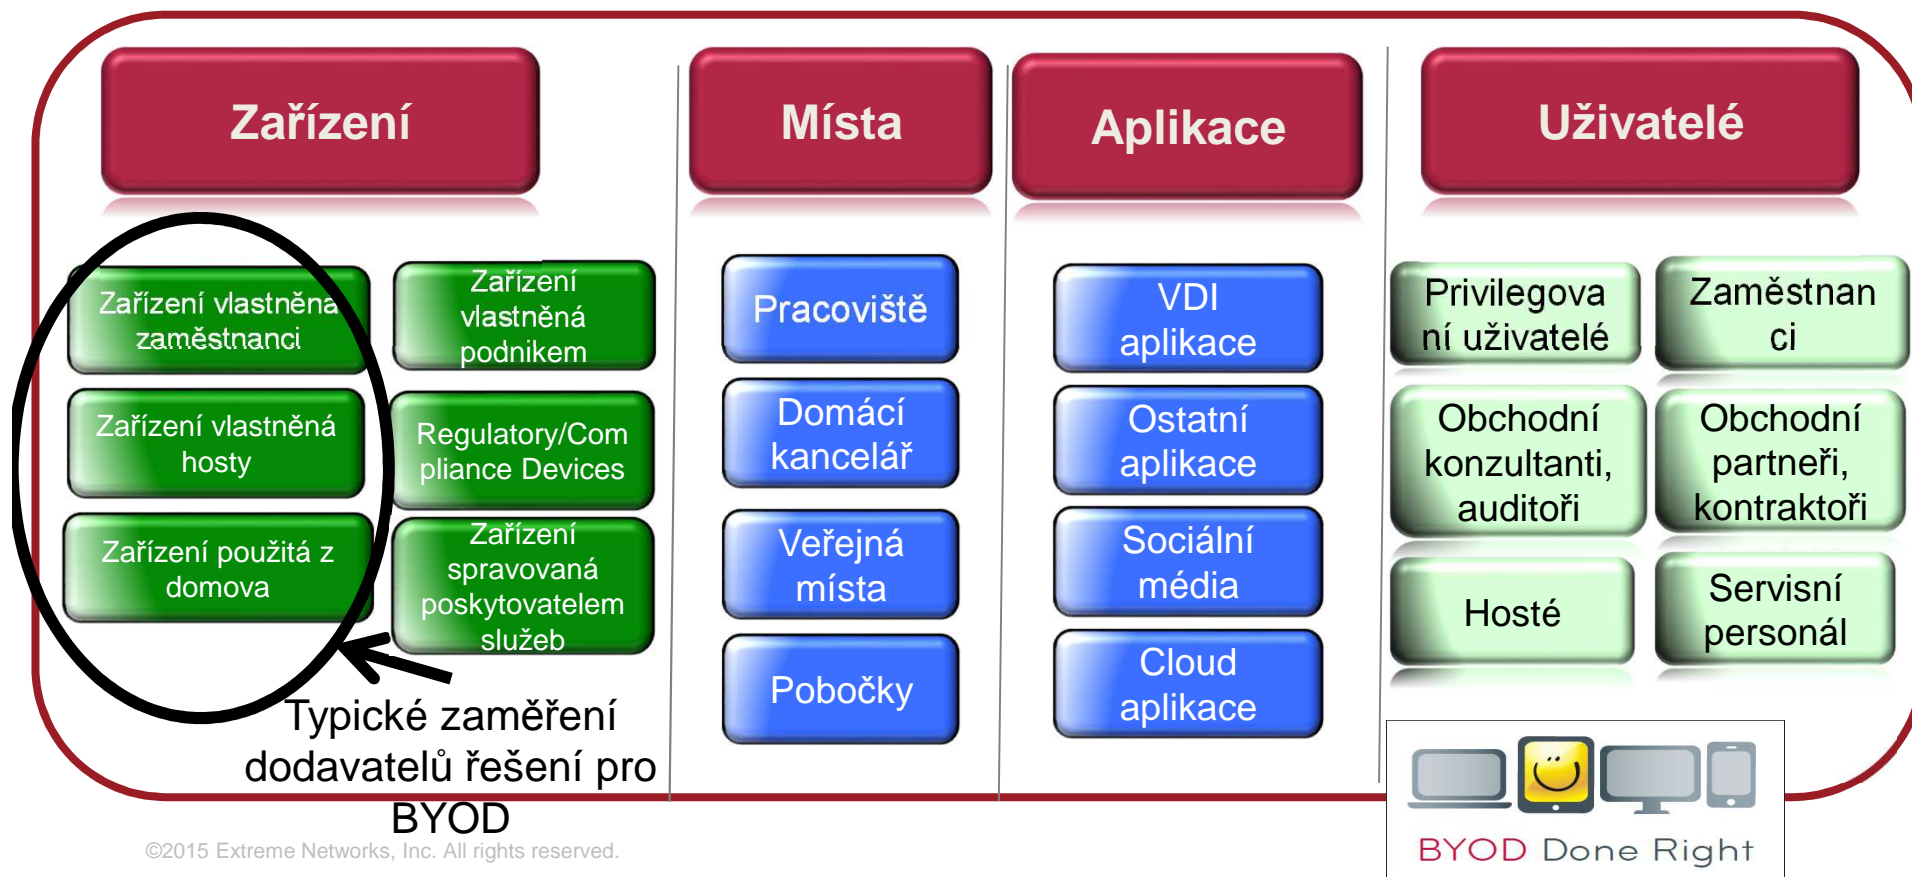 Zařízení
Místa
Aplikace
Uživatelé
Zařízení vlastněná
zaměstnanci
Zařízení
vlastněná
podnikem
Zařízení vlastněná
hosty
Regulatory/Com
pliance Devices
Zařízení použitá z
domova
Zařízení
spravovaná
poskytovatelem
služeb
Typické zaměření
dodavatelů řešení pro
BYOD
Pracoviště
Domácí
kancelář
Veřejná
místa
Pobočky
VDI
aplikace
Ostatní
aplikace
Sociální
média
Cloud
aplikace
Privilegova
ní uživatelé
Zaměstnan
ci
Obchodní
konzultanti,
auditoři
Obchodní
partneři,
kontraktoři
Hosté
Servisní
personál
BYOD Done Right
©2015 Extreme Networks, Inc. All rights reserved.